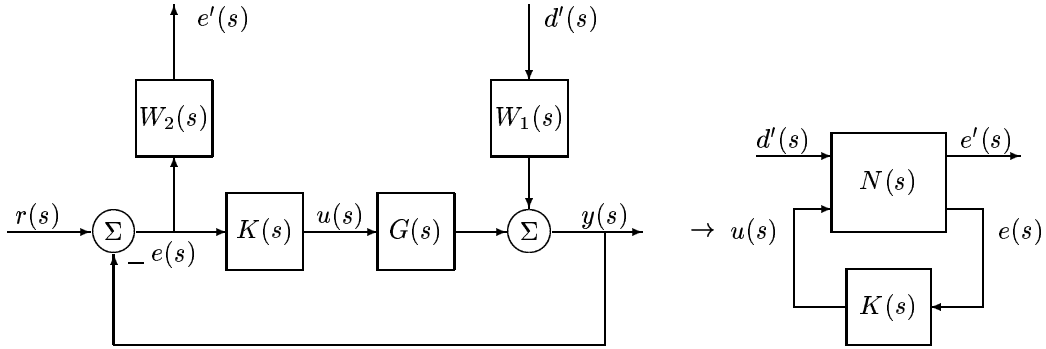 e′(s)
d′(s)
W₂(s)
W₁(s)
r(s)
Σ
−
e(s)
K(s)
u(s)
G(s)
Σ
y(s)
→
d′(s)
e′(s)
N(s)
u(s)
e(s)
K(s)